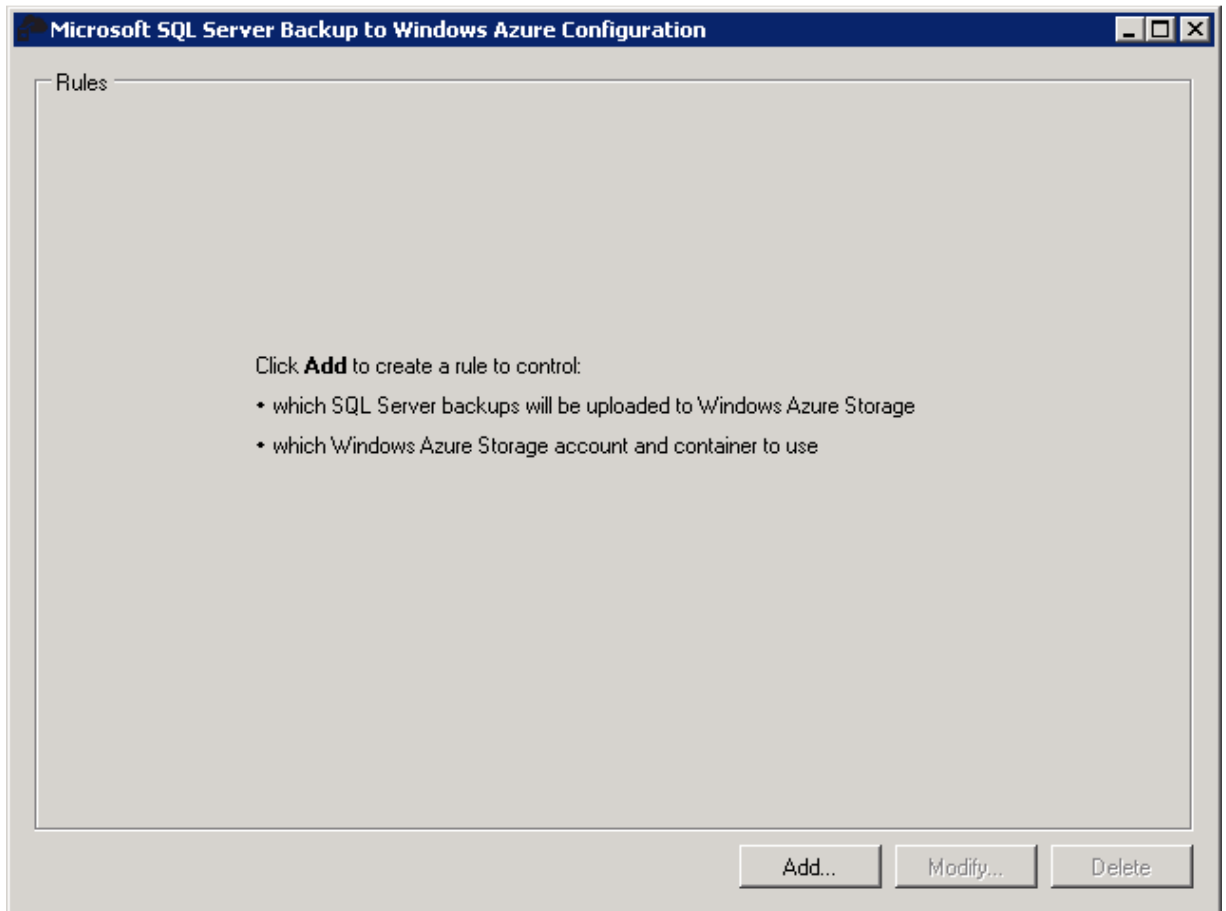 Microsoft SQL Server Backup to Windows Azure Configuration
Rules
Click Add to create a rule to control:
• which SQL Server backups will be uploaded to Windows Azure Storage
• which Windows Azure Storage account and container to use
Add... Modify... Delete